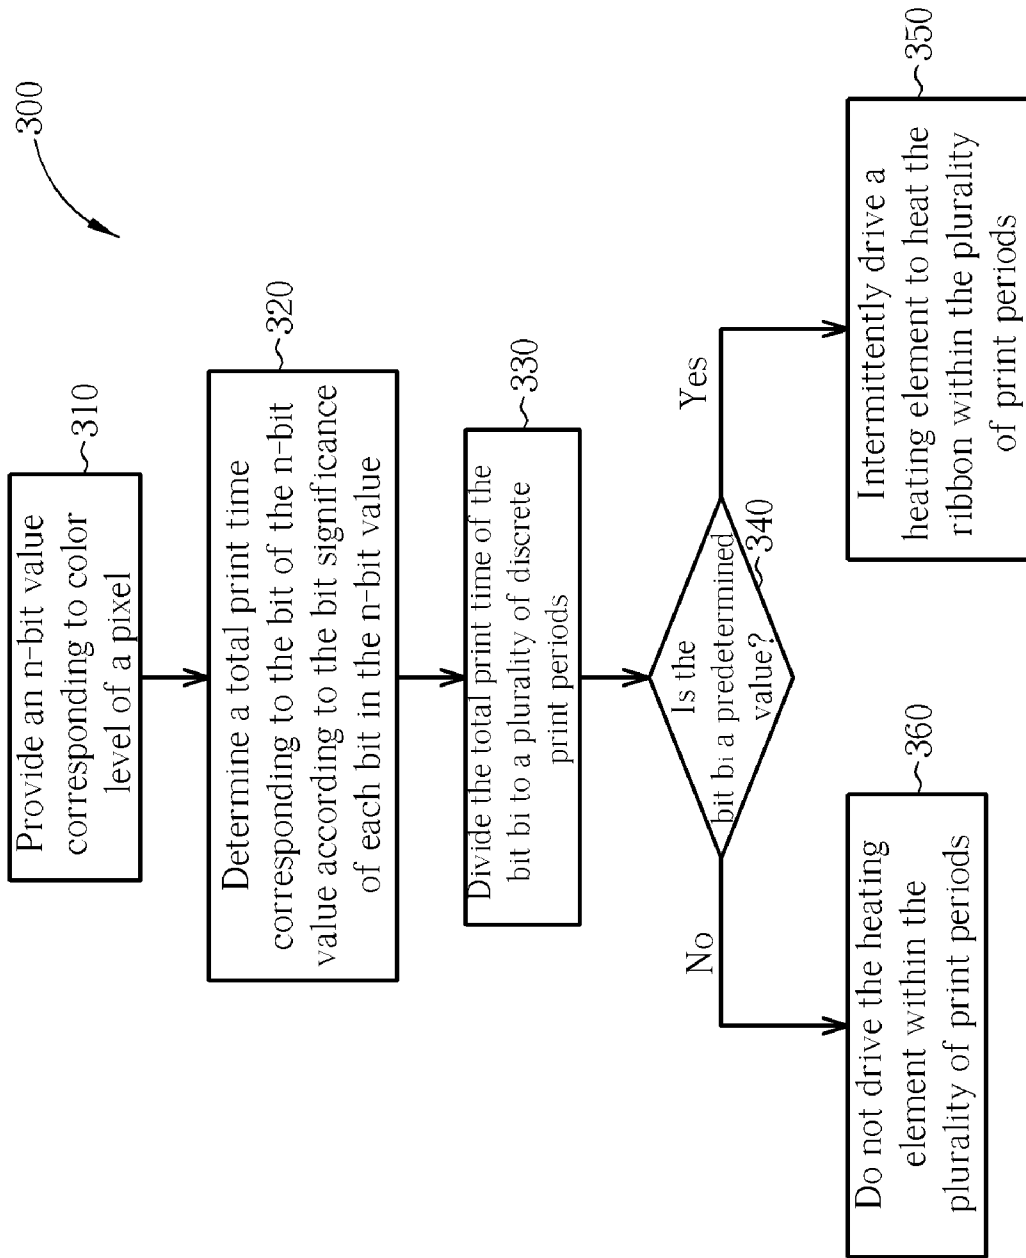 300
310
Provide an n-bit value
corresponding to color
level of a pixel
320
Determine a total print time
corresponding to the bit of the n-bit
value according to the bit significance
of each bit in the n-bit value
330
Divide the total print time of the
bit bi to a plurality of discrete
print periods
340
Is the
bit bi a predetermined
value?
No
Yes
360
Do not drive the heating
element within the
plurality of print periods
350
Intermittently drive a
heating element to heat the
ribbon within the plurality
of print periods